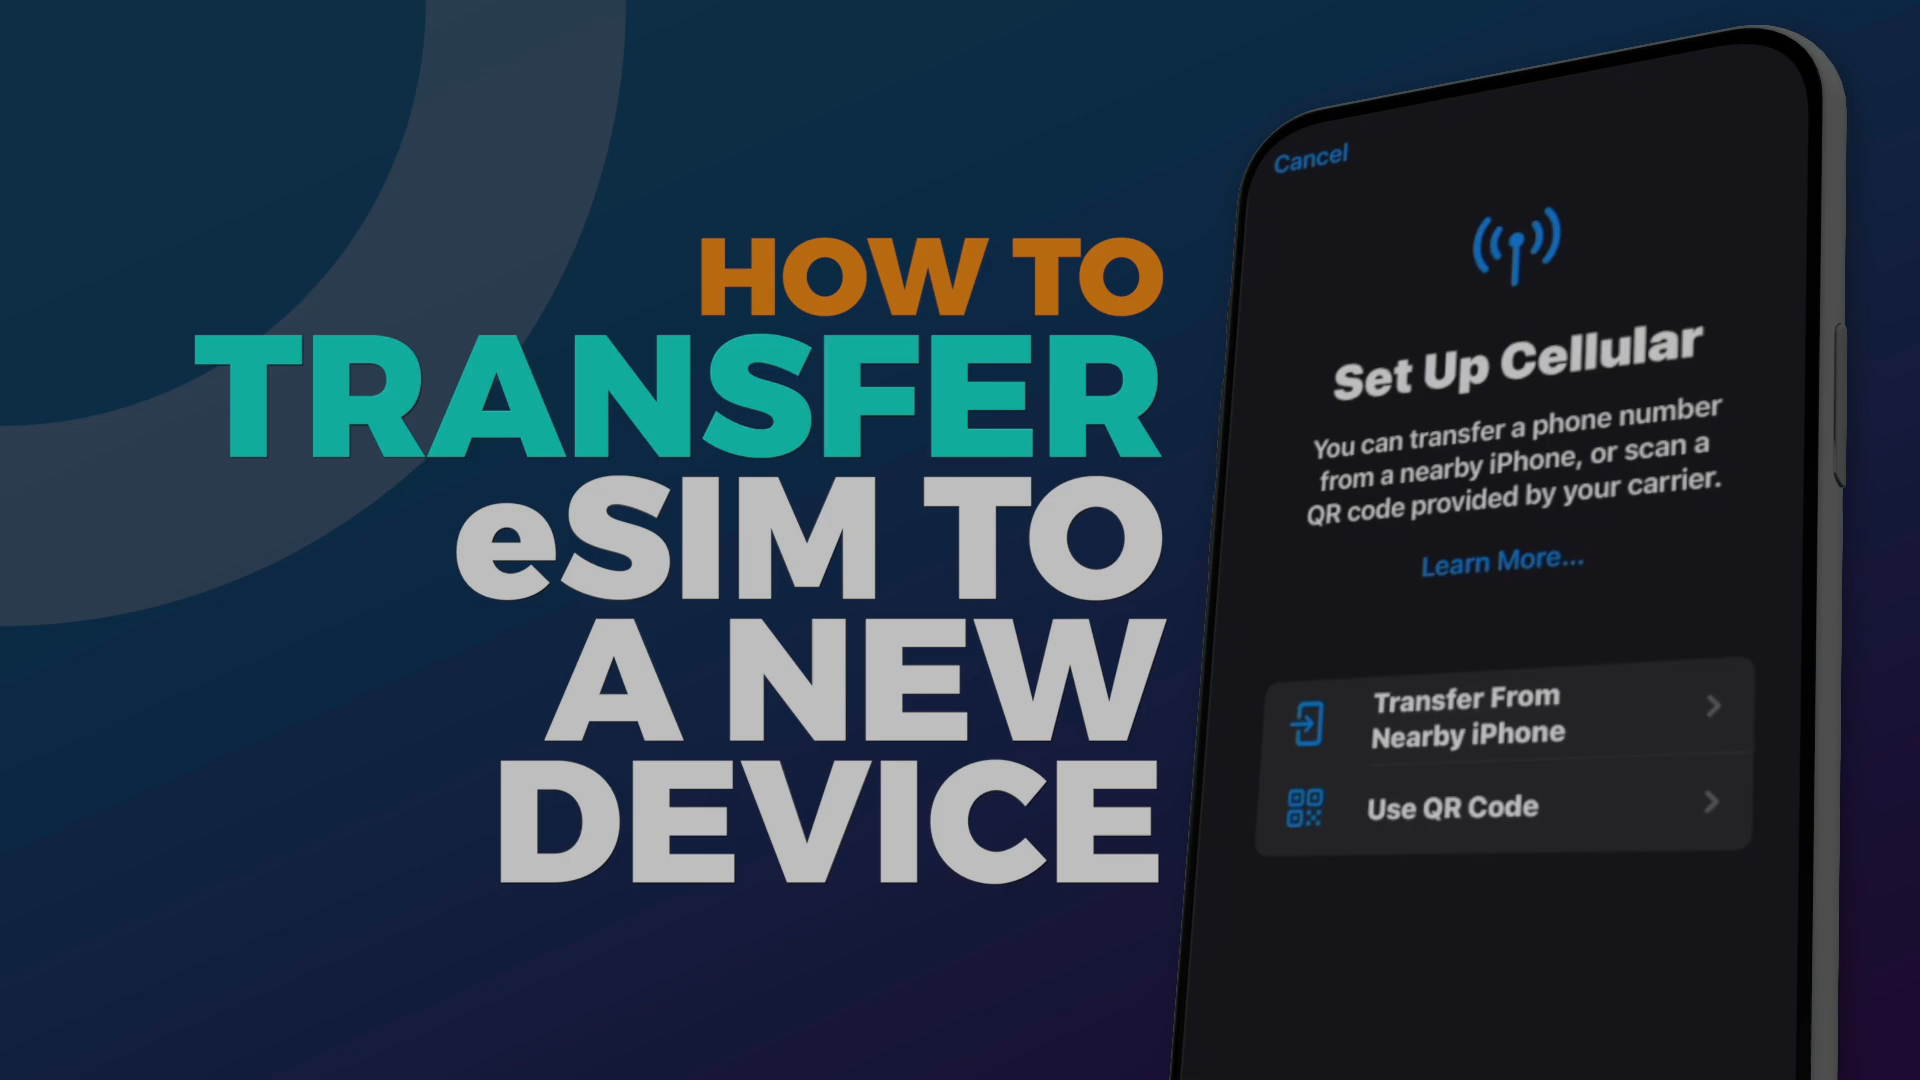 HOW TO
TRANSFER
eSIM TO
A NEW
DEVICE
Cancel
Set Up Cellular
You can transfer a phone number
from a nearby iPhone, or scan a
QR code provided by your carrier.
Learn More...
Transfer From
Nearby iPhone
Use QR Code